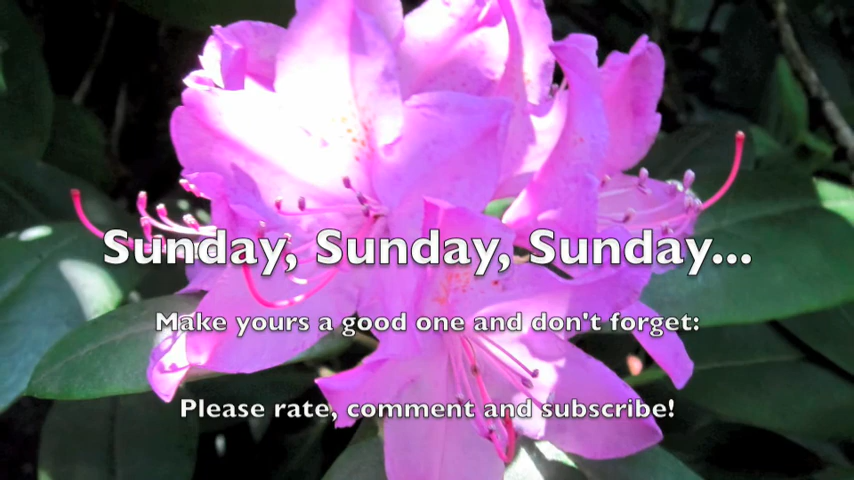 Sunday, Sunday, Sunday...
Make yours a good one and don't forget:
Please rate, comment and subscribe!